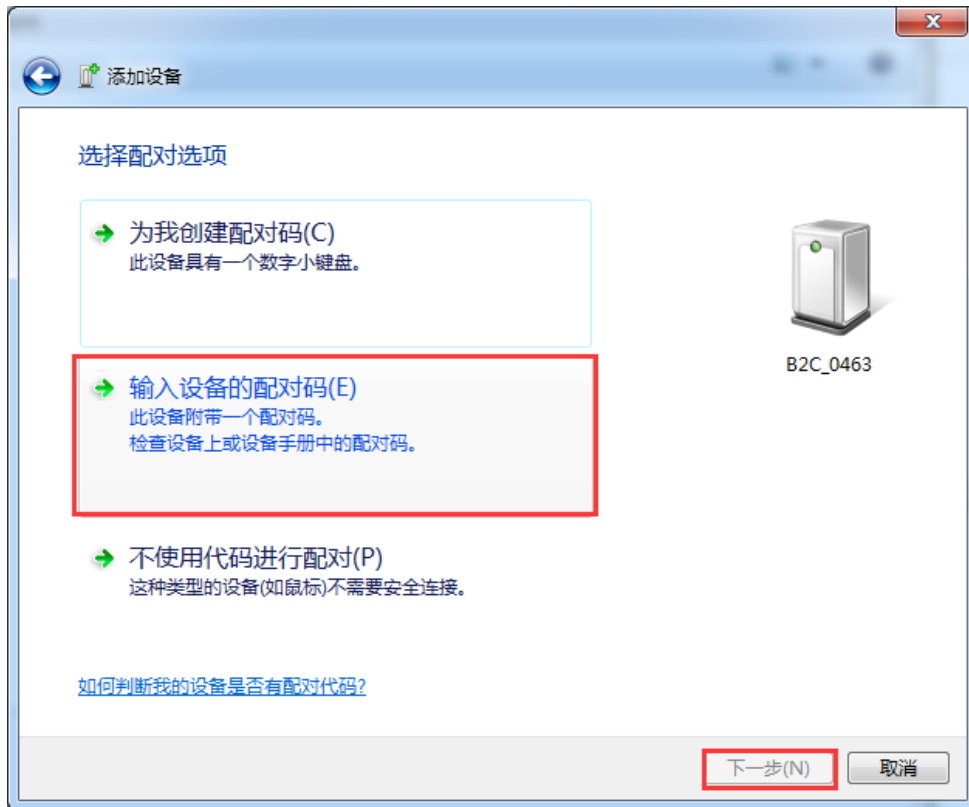 添加设备
选择配对选项
为我创建配对码(C)
此设备具有一个数字小键盘。
B2C_0463
输入设备的配对码(E)
此设备附带一个配对码。
检查设备上或设备手册中的配对码。
不使用代码进行配对(P)
这种类型的设备(如鼠标)不需要安全连接。
如何判断我的设备是否有配对代码?
下一步(N)
取消